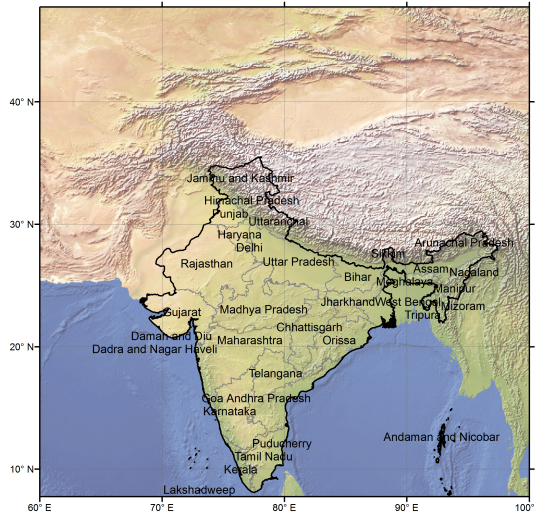 40° N
Jammu and Kashmir
Himachal Pradesh
Punjab
30° N
Uttaranchal
Haryana
Delhi
Arunachal Pradesh
Sikkim
Rajasthan
Uttar Pradesh
Assam
Nagaland
Bihar
Meghalaya
Manipur
Jharkhand
West Bengal
Mizoram
Gujarat
Madhya Pradesh
Tripura
Chhattisgarh
Daman and Diu
Maharashtra
Orissa
20° N
Dadra and Nagar Haveli
Telangana
Goa
Andhra Pradesh
Karnataka
Andaman and Nicobar
Puducherry
Tamil Nadu
10° N
Kerala
Lakshadweep
60° E
70° E
80° E
90° E
100°